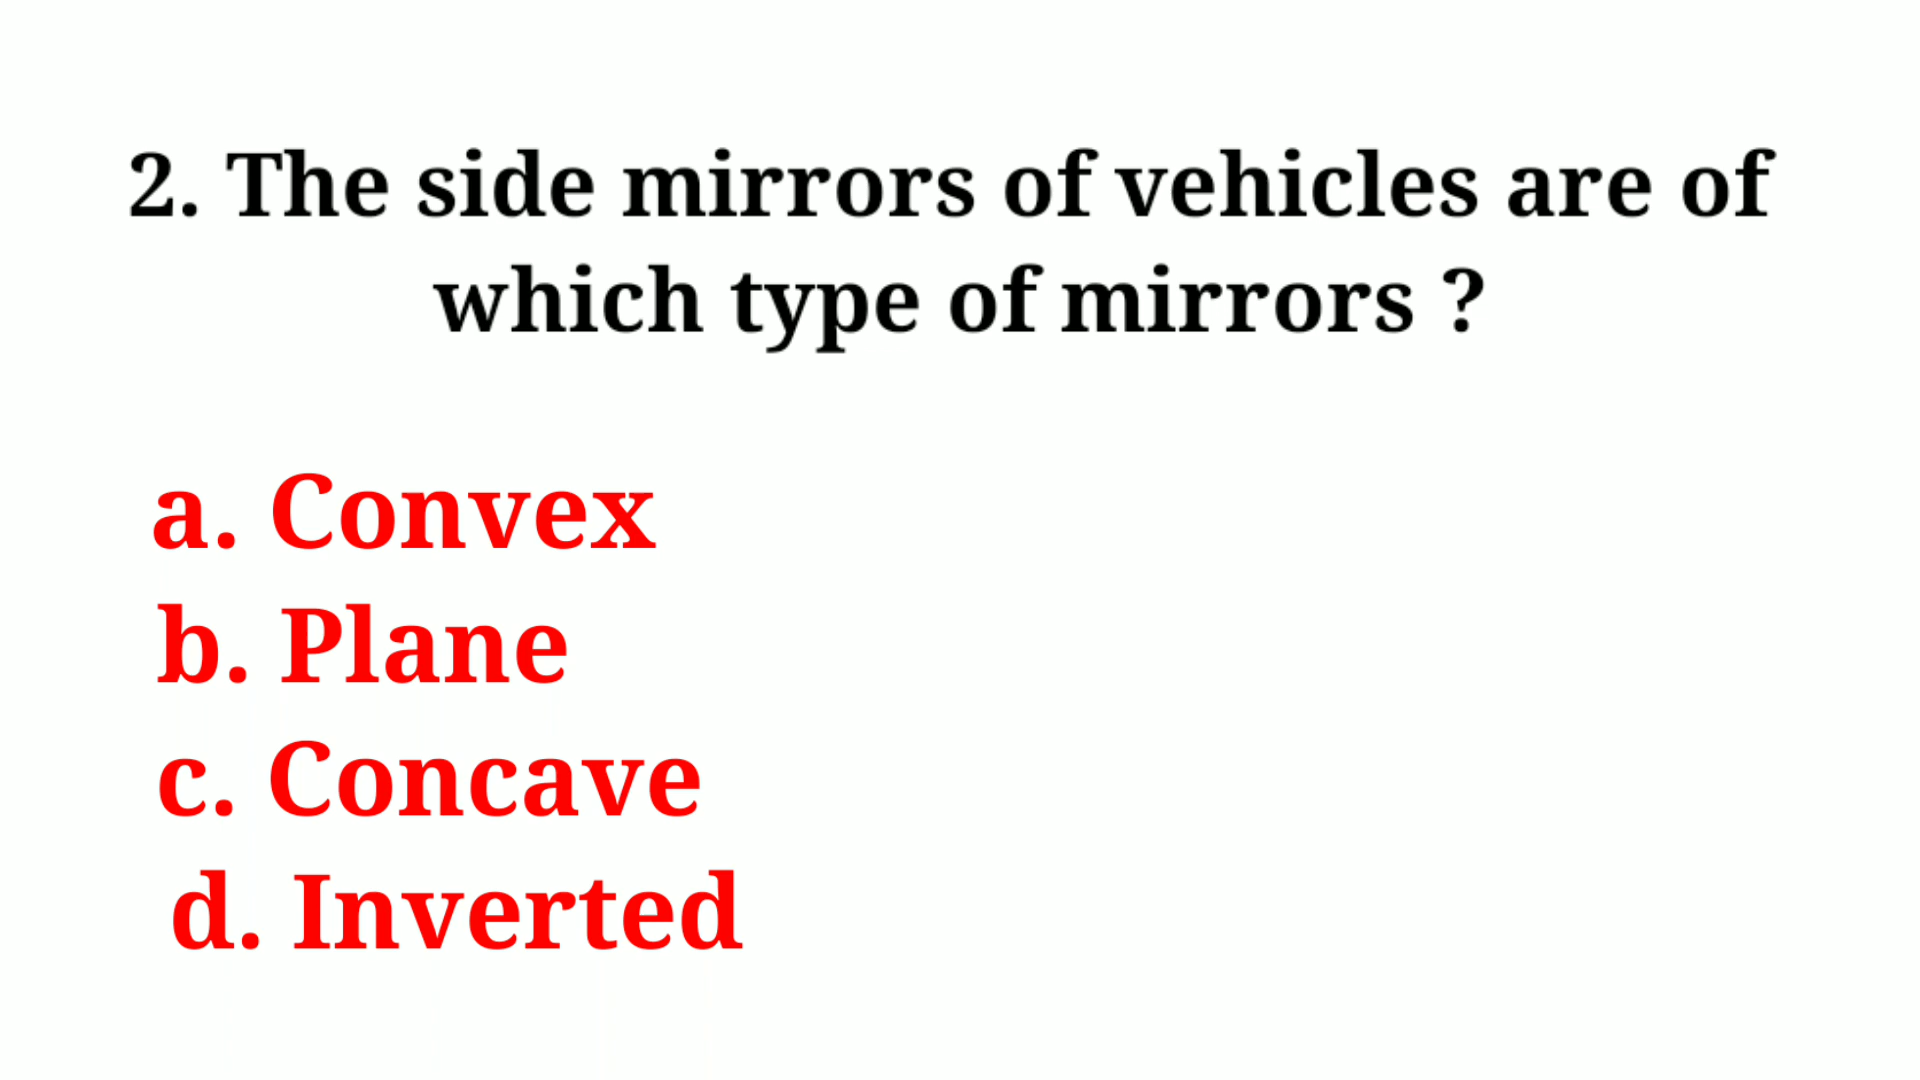 2. The side mirrors of vehicles are of
which type of mirrors ?
a. Convex
b. Plane
c. Concave
d. Inverted